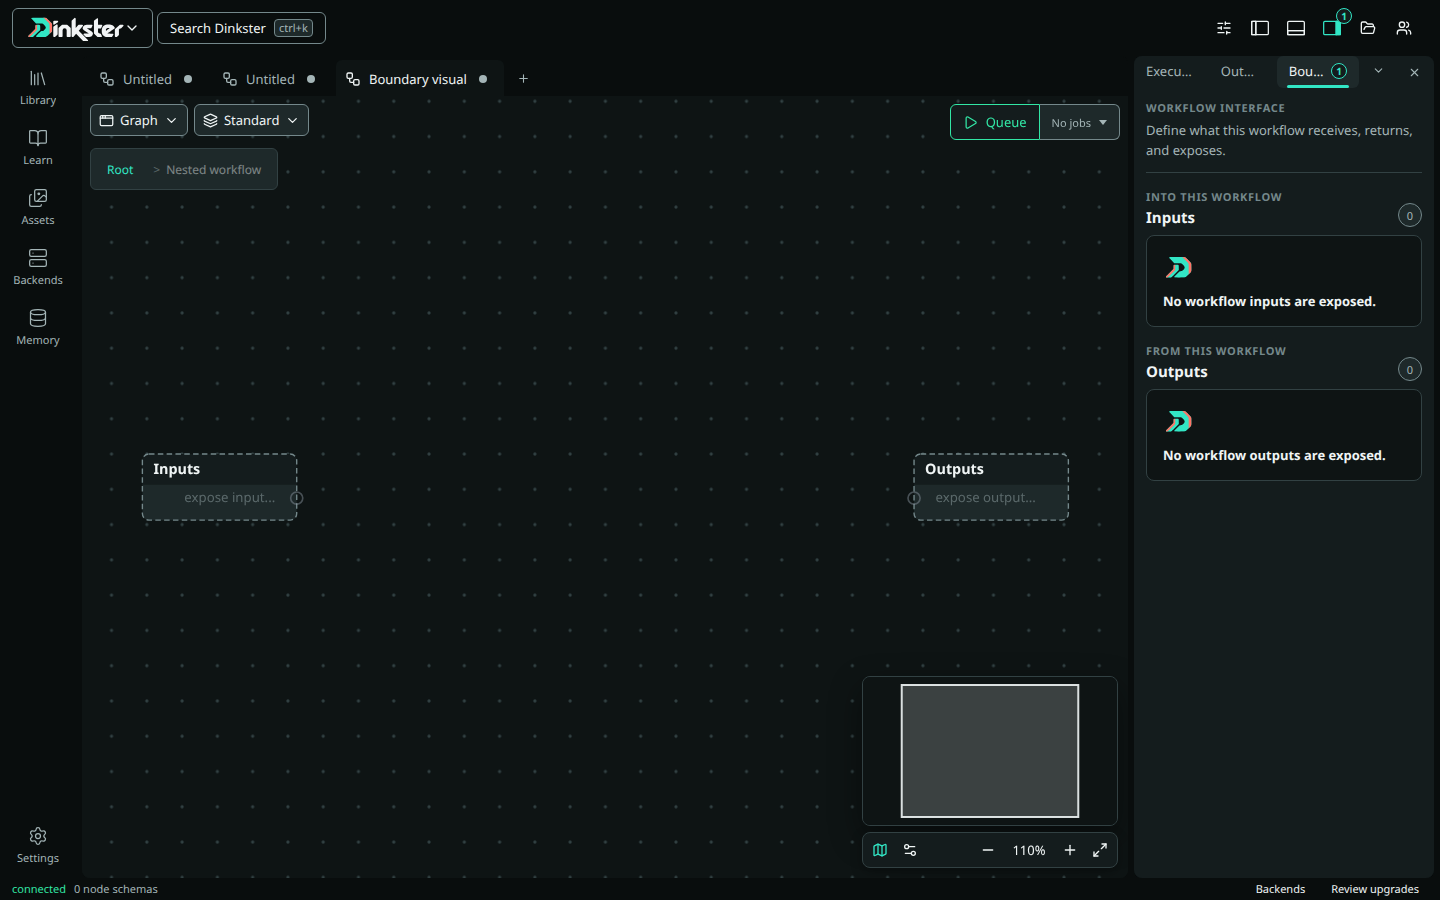 Dinkster
Search Dinkster ctrl+k
1
Library
Learn
Assets
Backends
Memory
Settings
Untitled
Untitled
Boundary visual
Graph
Standard
Queue
No jobs
Root > Nested workflow
Inputs
expose input...
Outputs
expose output...
110%
Execu...
Out...
Bou... 1
WORKFLOW INTERFACE
Define what this workflow receives, returns,
and exposes.
INTO THIS WORKFLOW
Inputs
0
No workflow inputs are exposed.
FROM THIS WORKFLOW
Outputs
0
No workflow outputs are exposed.
connected 0 node schemas
Backends
Review upgrades